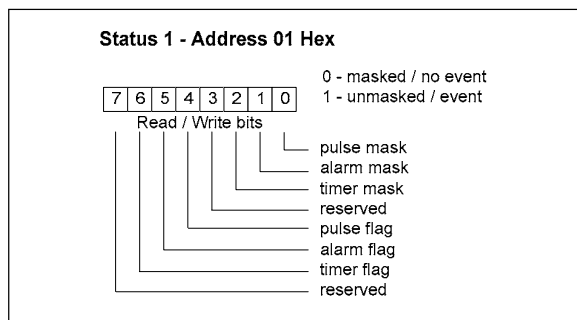 Status 1 - Address 01 Hex
0 - masked / no event
1 - unmasked / event
7 6 5 4 3 2 1 0
Read / Write bits
pulse mask
alarm mask
timer mask
reserved
pulse flag
alarm flag
timer flag
reserved